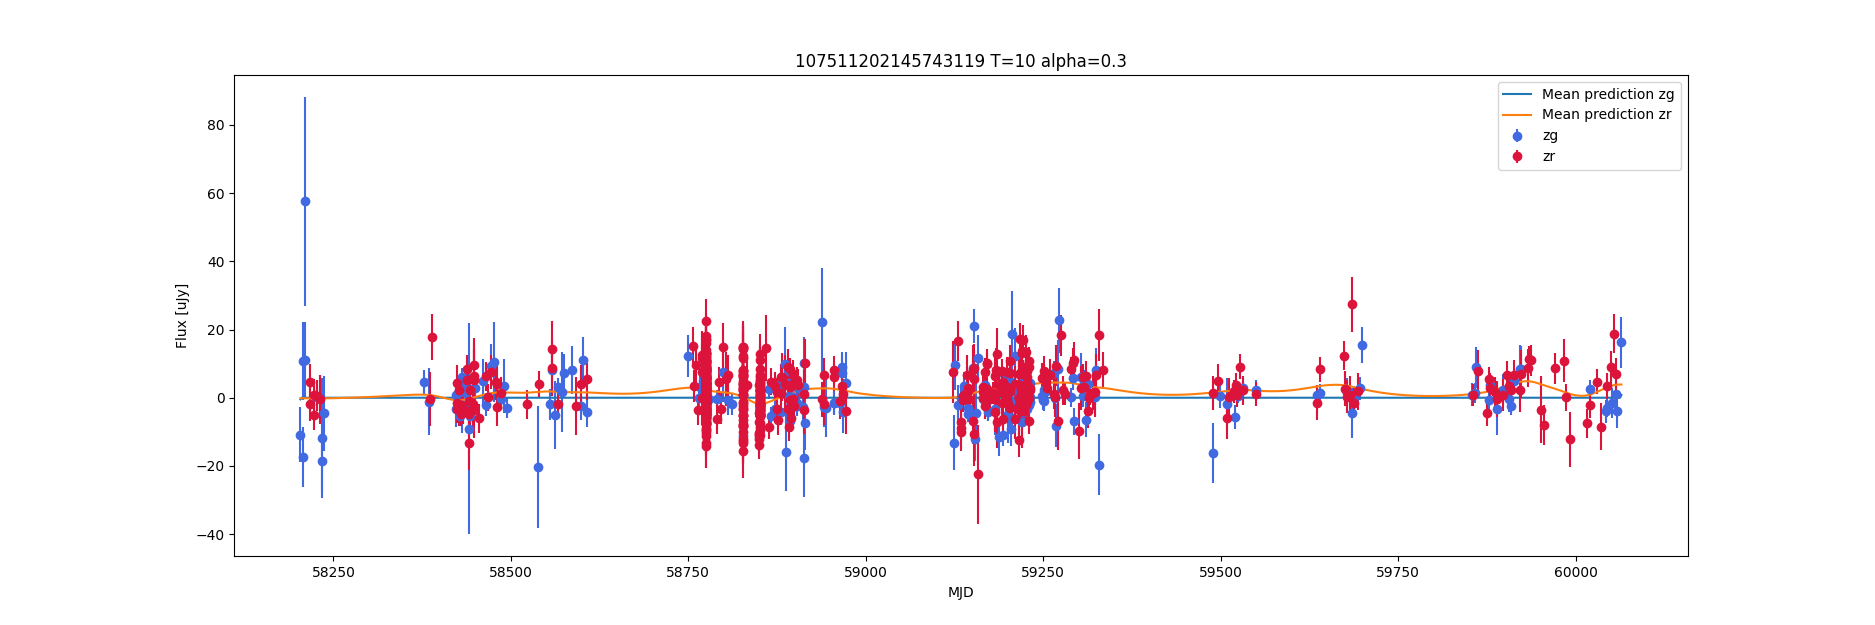 107511202145743119 T=10 alpha=0.3
Mean prediction zg
Mean prediction zr
zg
zr
Flux [uJy]
80
60
40
20
0
−20
−40
58250 58500 58750 59000 59250 59500 59750 60000
MJD